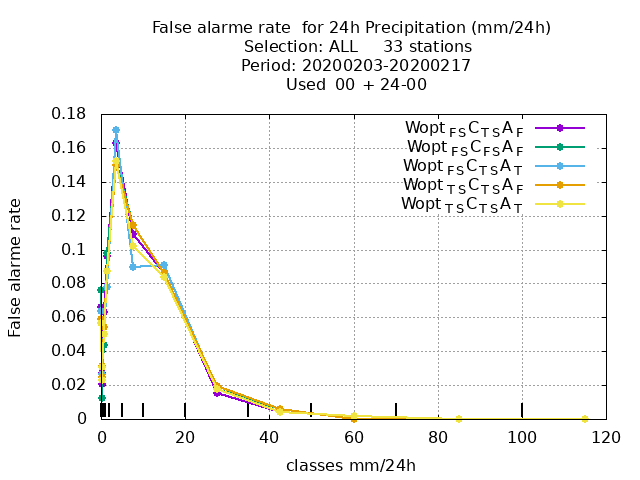 False alarme rate  for 24h Precipitation (mm/24h)
Selection: ALL     33 stations
Period: 20200203-20200217
Used  00 + 24-00
0.18
0.16
0.14
0.12
0.1
0.08
0.06
0.04
0.02
0
False alarme rate
Wopt FS C TS A F
Wopt FS C FS A F
Wopt FS C TS A T
Wopt TS C TS A F
Wopt TS C TS A T
0 20 40 60 80 100 120
classes mm/24h